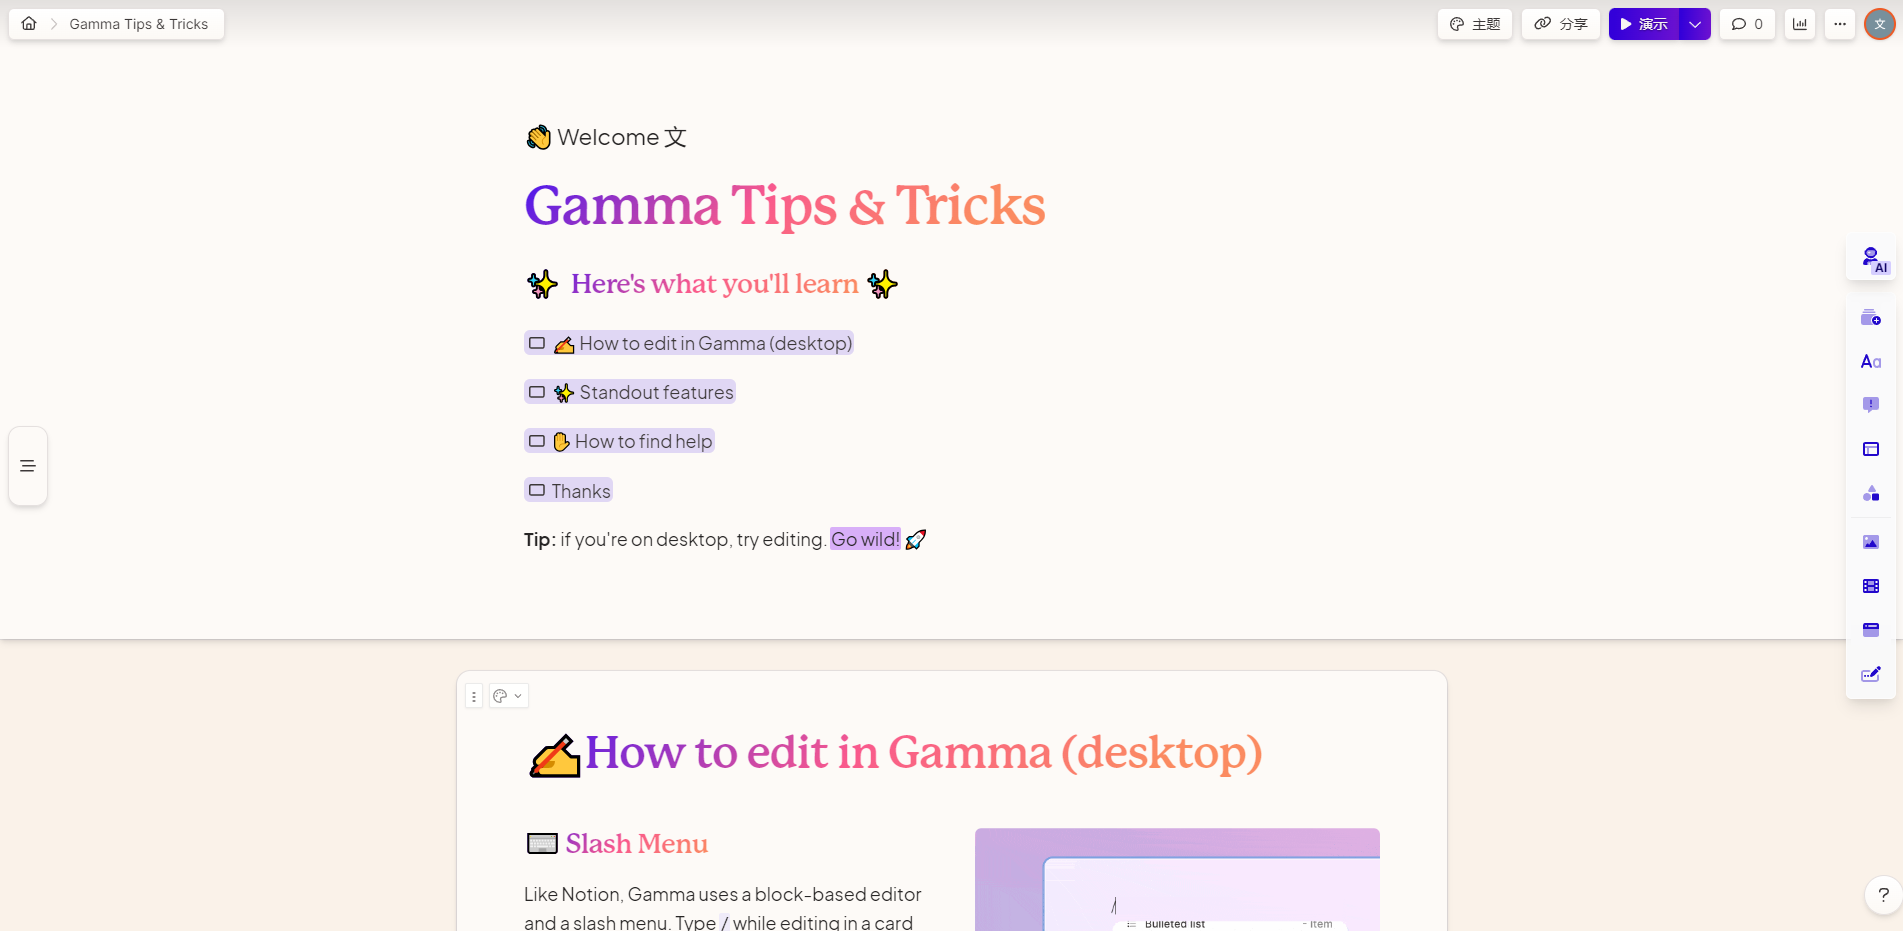 Gamma Tips & Tricks
主题
分享
演示
0
文
👋 Welcome 文
Gamma Tips & Tricks
✨ Here's what you'll learn ✨
✍ How to edit in Gamma (desktop)
✨ Standout features
✋ How to find help
Thanks
Tip: if you're on desktop, try editing. Go wild! 🚀
AI
Aa
✍How to edit in Gamma (desktop)
⌨ Slash Menu
Like Notion, Gamma uses a block-based editor
and a slash menu. Type / while editing in a card
/
Bulleted list - Item
?